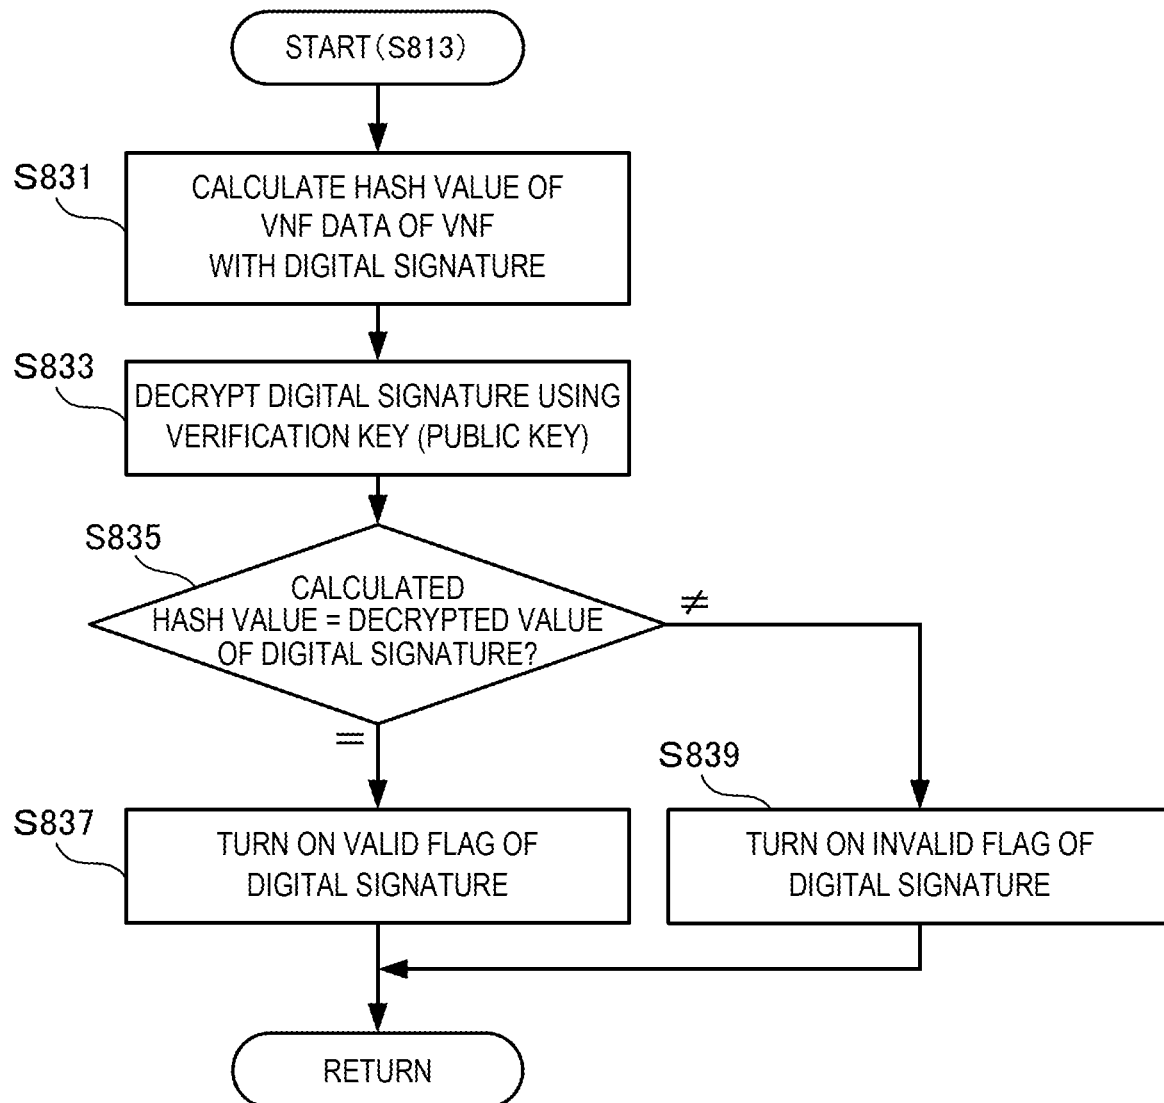 START(S813)
S831
CALCULATE HASH VALUE OF
VNF DATA OF VNF
WITH DIGITAL SIGNATURE
S833
DECRYPT DIGITAL SIGNATURE USING
VERIFICATION KEY (PUBLIC KEY)
S835
CALCULATED
HASH VALUE = DECRYPTED VALUE
OF DIGITAL SIGNATURE?
≠
=
S837
TURN ON VALID FLAG OF
DIGITAL SIGNATURE
S839
TURN ON INVALID FLAG OF
DIGITAL SIGNATURE
RETURN